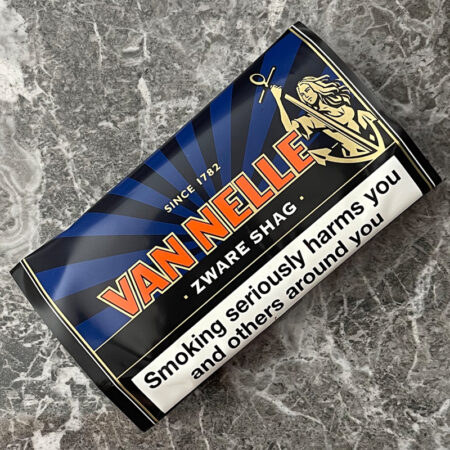 SINCE 1782
VAN NELLE
· ZWARE SHAG ·
Smoking seriously harms you
and others around you